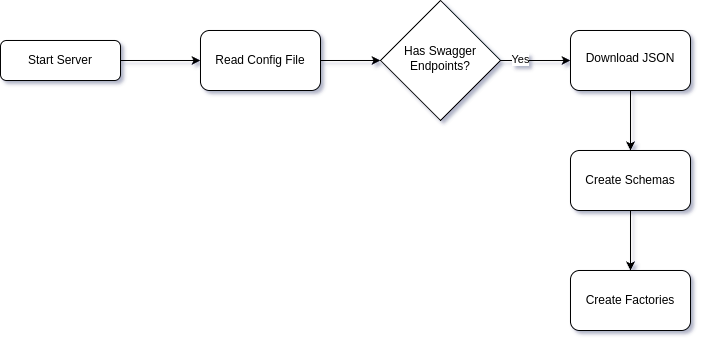 Start Server
Read Config File
Has Swagger
Endpoints?
Yes
Download JSON
Create Schemas
Create Factories